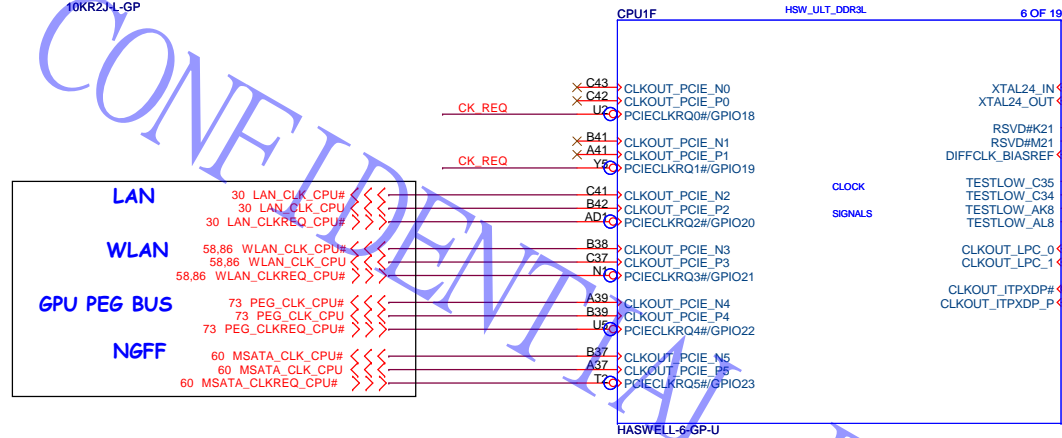 10KR2J-L-GP
CPU1F HSW_ULT_DDR3L 6 OF 19
CONFIDENTIAL
C43 CLKOUT_PCIE_N0 XTAL24_IN
C42 CLKOUT_PCIE_P0 XTAL24_OUT
CK_REQ U2 PCIECLKRQ0#/GPIO18
RSVD#K21
B41 CLKOUT_PCIE_N1 RSVD#M21
A41 CLKOUT_PCIE_P1 DIFFCLK_BIASREF
CK_REQ Y5 PCIECLKRQ1#/GPIO19
LAN
30 LAN_CLK_CPU# C41 CLKOUT_PCIE_N2 CLOCK TESTLOW_C35
30 LAN_CLK_CPU B42 CLKOUT_PCIE_P2 SIGNALS TESTLOW_C34
30 LAN_CLKREQ_CPU# AD1 PCIECLKRQ2#/GPIO20 TESTLOW_AK8
TESTLOW_AL8
WLAN
58,86 WLAN_CLK_CPU# B38 CLKOUT_PCIE_N3 CLKOUT_LPC_0
58,86 WLAN_CLK_CPU C37 CLKOUT_PCIE_P3 CLKOUT_LPC_1
58,86 WLAN_CLKREQ_CPU# N1 PCIECLKRQ3#/GPIO21
CLKOUT_ITPXDP#
GPU PEG BUS
73 PEG_CLK_CPU# A39 CLKOUT_PCIE_N4 CLKOUT_ITPXDP_P
73 PEG_CLK_CPU B39 CLKOUT_PCIE_P4
73 PEG_CLKREQ_CPU# U5 PCIECLKRQ4#/GPIO22
NGFF
60 MSATA_CLK_CPU# B37 CLKOUT_PCIE_N5
60 MSATA_CLK_CPU A37 CLKOUT_PCIE_P5
60 MSATA_CLKREQ_CPU# T2 PCIECLKRQ5#/GPIO23
HASWELL-6-GP-U